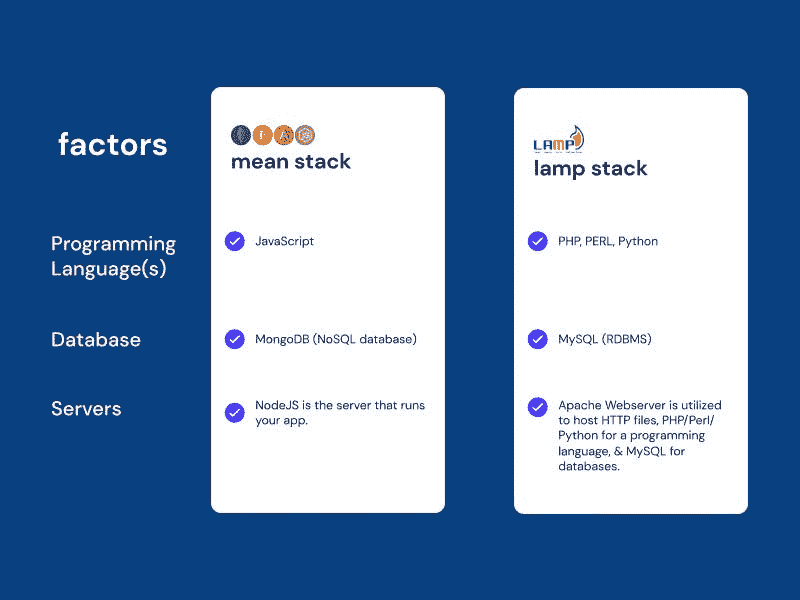 factors
mean stack
LAMP
lamp stack
Programming
Language(s)
JavaScript
PHP, PERL, Python
Database
MongoDB (NoSQL database)
MySQL (RDBMS)
Servers
NodeJS is the server that runs
your app.
Apache Webserver is utilized
to host HTTP files, PHP/Perl/
Python for a programming
language, & MySQL for
databases.